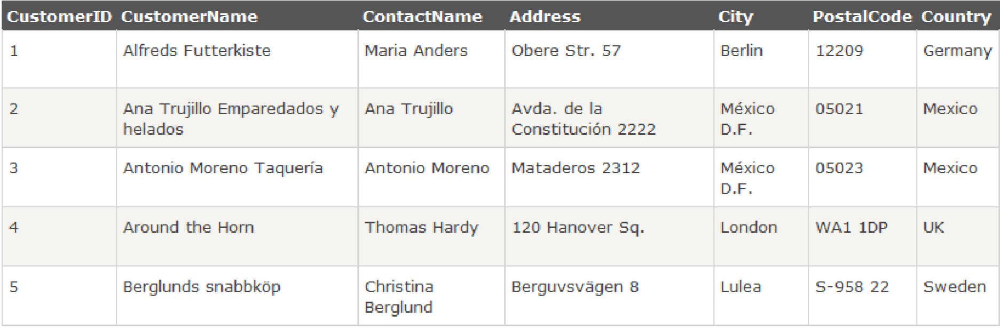 CustomerID CustomerName ContactName Address City PostalCode Country
1 Alfreds Futterkiste Maria Anders Obere Str. 57 Berlin 12209 Germany
2 Ana Trujillo Emparedados y Ana Trujillo Avda. de la México 05021 Mexico
helados Constitución 2222 D.F.
3 Antonio Moreno Taquería Antonio Moreno Mataderos 2312 México 05023 Mexico
D.F.
4 Around the Horn Thomas Hardy 120 Hanover Sq. London WA1 1DP UK
5 Berglunds snabbköp Christina Berguvsvägen 8 Lulea S-958 22 Sweden
Berglund